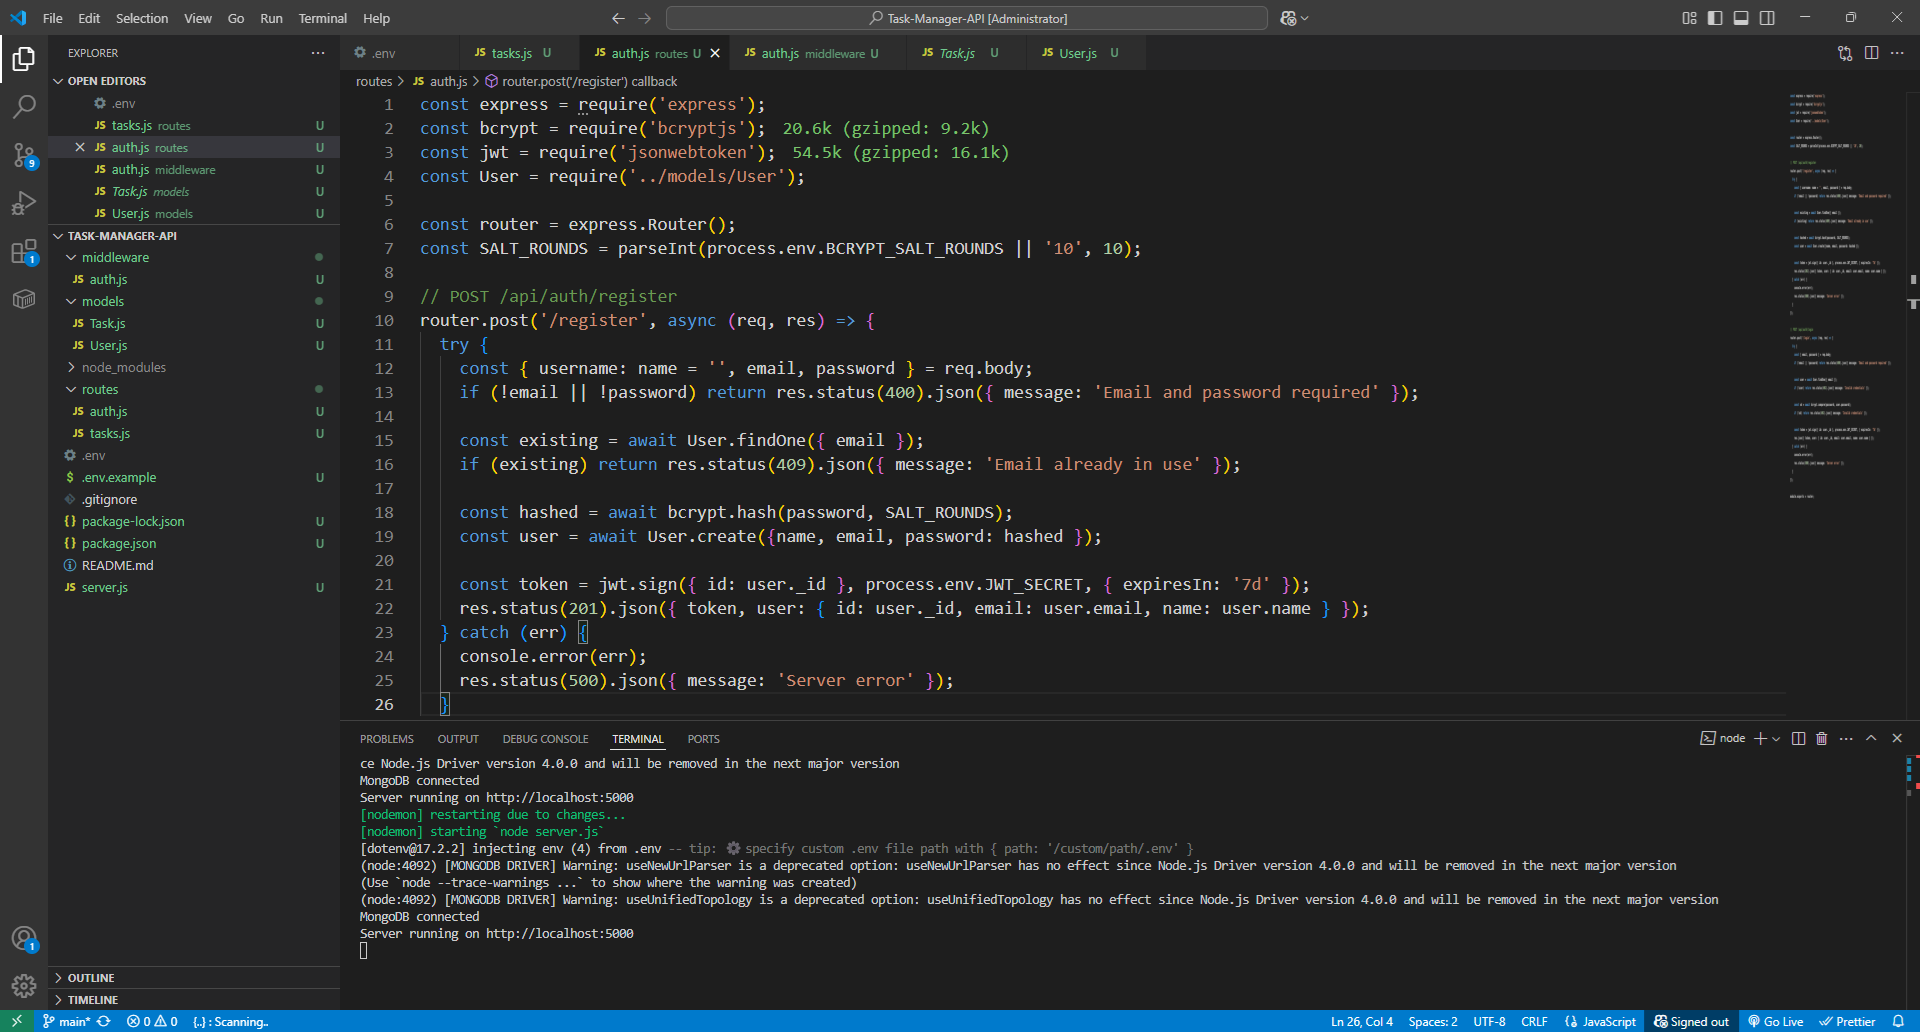 File Edit Selection View Go Run Terminal Help
Task-Manager-API [Administrator]
EXPLORER
OPEN EDITORS
.env
tasks.js routes U
auth.js routes U
auth.js middleware U
Task.js models U
User.js models U
TASK-MANAGER-API
middleware
JS auth.js U
models
JS Task.js U
JS User.js U
node_modules
routes
JS auth.js U
JS tasks.js U
.env
$ .env.example U
.gitignore
{} package-lock.json U
{} package.json U
README.md
JS server.js U
OUTLINE
TIMELINE
.env
JS tasks.js U
JS auth.js routes U
JS auth.js middleware U
JS Task.js U
JS User.js U
routes > JS auth.js > router.post('/register') callback
1 const express = require('express');
2 const bcrypt = require('bcryptjs'); 20.6k (gzipped: 9.2k)
3 const jwt = require('jsonwebtoken'); 54.5k (gzipped: 16.1k)
4 const User = require('../models/User');
5
6 const router = express.Router();
7 const SALT_ROUNDS = parseInt(process.env.BCRYPT_SALT_ROUNDS || '10', 10);
8
9 // POST /api/auth/register
10 router.post('/register', async (req, res) => {
11 try {
12 const { username: name = '', email, password } = req.body;
13 if (!email || !password) return res.status(400).json({ message: 'Email and password required' });
14
15 const existing = await User.findOne({ email });
16 if (existing) return res.status(409).json({ message: 'Email already in use' });
17
18 const hashed = await bcrypt.hash(password, SALT_ROUNDS);
19 const user = await User.create({name, email, password: hashed });
20
21 const token = jwt.sign({ id: user._id }, process.env.JWT_SECRET, { expiresIn: '7d' });
22 res.status(201).json({ token, user: { id: user._id, email: user.email, name: user.name } });
23 } catch (err) {
24 console.error(err);
25 res.status(500).json({ message: 'Server error' });
26 }
PROBLEMS OUTPUT DEBUG CONSOLE TERMINAL PORTS
node
ce Node.js Driver version 4.0.0 and will be removed in the next major version
MongoDB connected
Server running on http://localhost:5000
[nodemon] restarting due to changes...
[nodemon] starting `node server.js`
[dotenv@17.2.2] injecting env (4) from .env -- tip: ⚙️ specify custom .env file path with { path: '/custom/path/.env' }
(node:4092) [MONGODB DRIVER] Warning: useNewUrlParser is a deprecated option: useNewUrlParser has no effect since Node.js Driver version 4.0.0 and will be removed in the next major version
(Use `node --trace-warnings ...` to show where the warning was created)
(node:4092) [MONGODB DRIVER] Warning: useUnifiedTopology is a deprecated option: useUnifiedTopology has no effect since Node.js Driver version 4.0.0 and will be removed in the next major version
MongoDB connected
Server running on http://localhost:5000
9
1
1
main* 0 0 {..} : Scanning..
Ln 26, Col 4 Spaces: 2 UTF-8 CRLF {} JavaScript Signed out Go Live Prettier